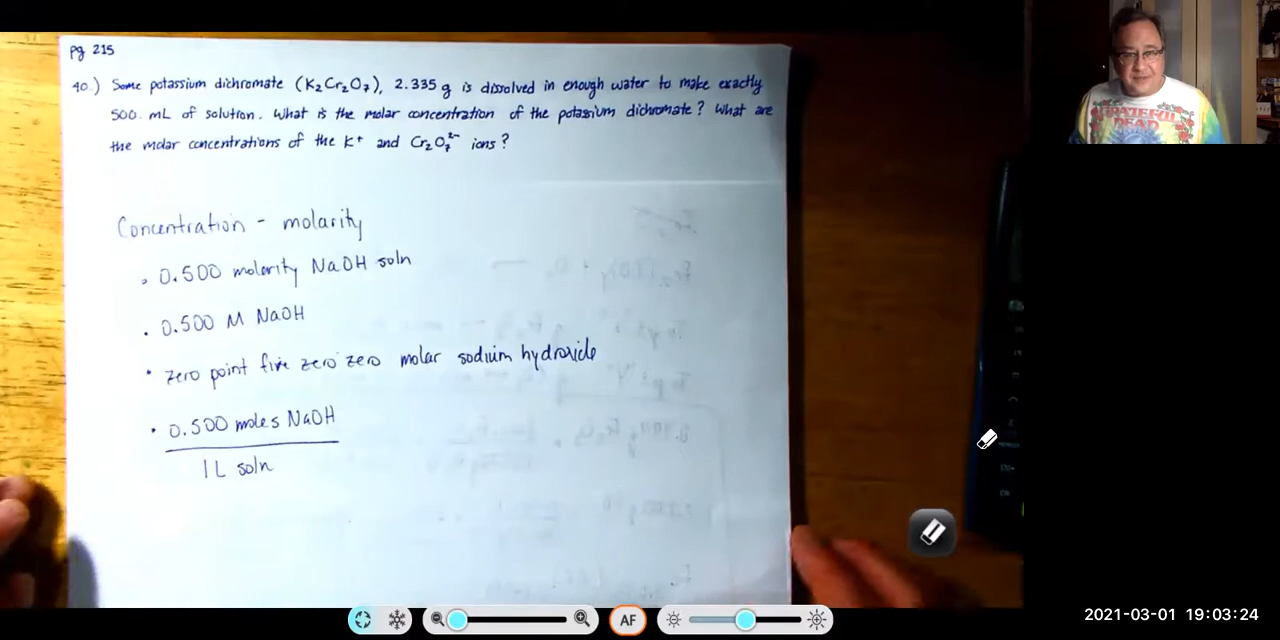 pg 215
40.) Some potassium dichromate (K₂Cr₂O₇), 2.335 g is dissolved in enough water to make exactly
500. mL of solution. What is the molar concentration of the potassium dichromate? What are
the molar concentrations of the K⁺ and Cr₂O₇²⁻ ions?
Concentration - molarity
• 0.500 molarity NaOH soln
• 0.500 M NaOH
• zero point five zero zero molar sodium hydroxide
• 0.500 moles NaOH
1 L soln
GRATEFUL
DEAD
AF
2021-03-01 19:03:24